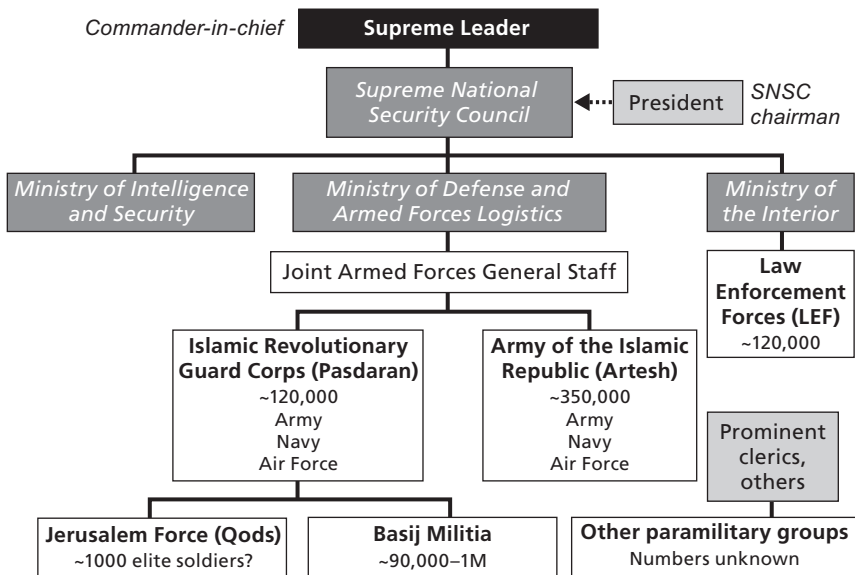 Commander-in-chief
Supreme Leader
Supreme National
Security Council
President
SNSC
chairman
Ministry of Intelligence
and Security
Ministry of Defense and
Armed Forces Logistics
Ministry of
the Interior
Joint Armed Forces General Staff
Law
Enforcement
Forces (LEF)
~120,000
Islamic Revolutionary
Guard Corps (Pasdaran)
~120,000
Army
Navy
Air Force
Army of the Islamic
Republic (Artesh)
~350,000
Army
Navy
Air Force
Prominent
clerics,
others
Jerusalem Force (Qods)
~1000 elite soldiers?
Basij Militia
~90,000–1M
Other paramilitary groups
Numbers unknown